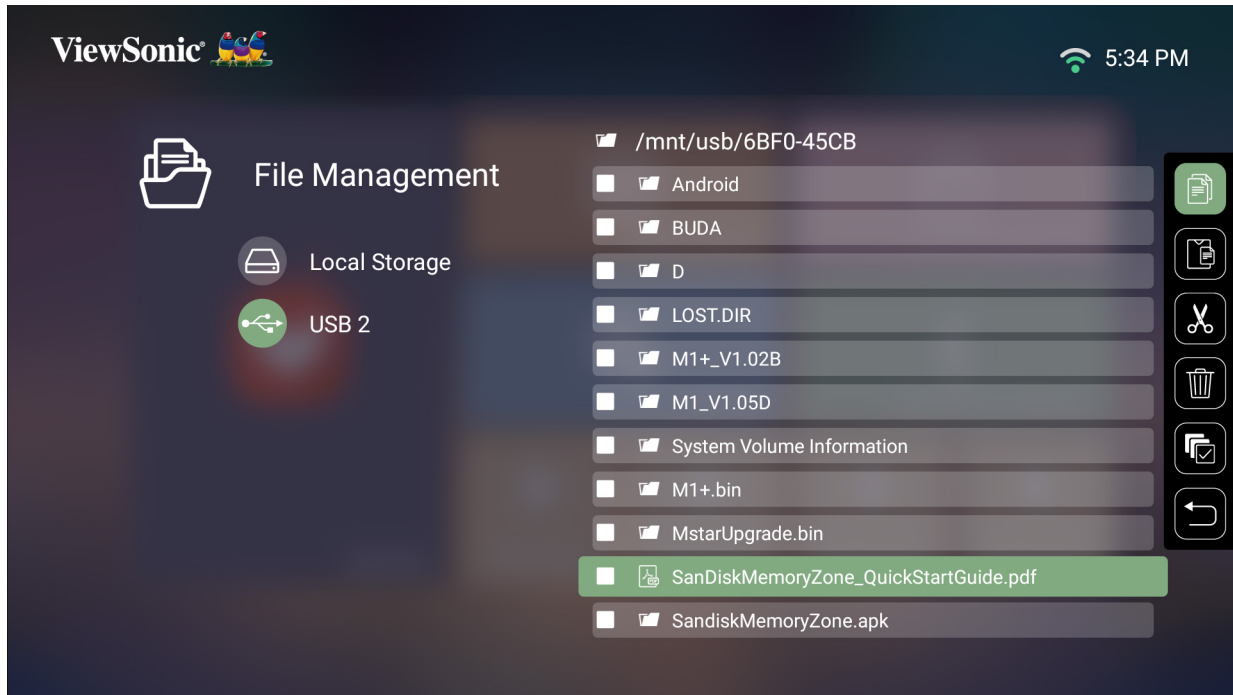 ViewSonic
5:34 PM
File Management
Local Storage
USB 2
/mnt/usb/6BF0-45CB
Android
BUDA
D
LOST.DIR
M1+_V1.02B
M1_V1.05D
System Volume Information
M1+.bin
MstarUpgrade.bin
SanDiskMemoryZone_QuickStartGuide.pdf
SandiskMemoryZone.apk